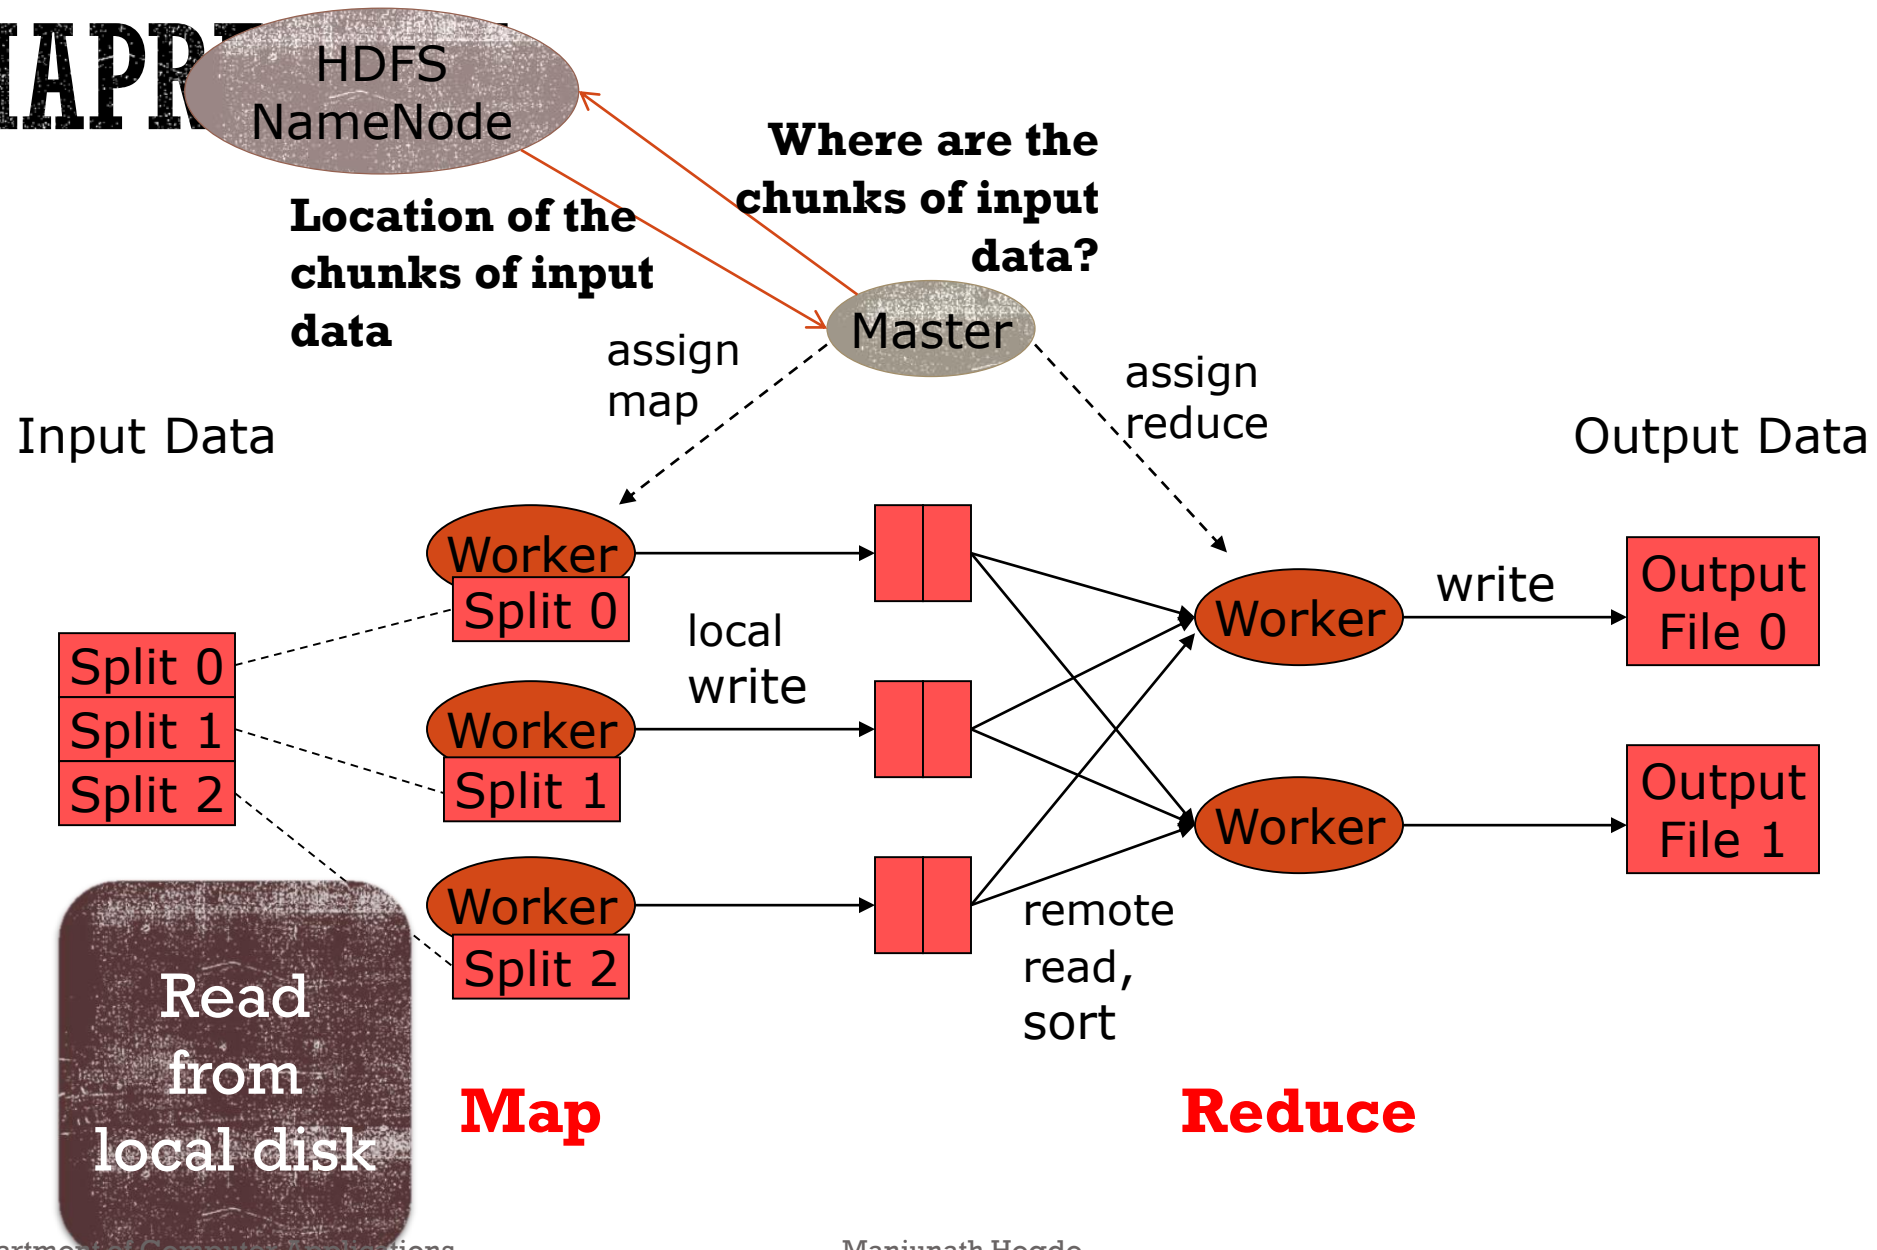 HDFS
NameNode
Where are the
chunks of input
data?
Location of the
chunks of input
data
Master
assign
map
assign
reduce
Input Data
Output Data
Worker
Split 0
Worker
Split 1
Worker
Split 2
Split 0
Split 1
Split 2
local
write
Worker
Worker
write
Output
File 0
Output
File 1
remote
read,
sort
Read
from
local disk
Map
Reduce
Manjunath Hegde